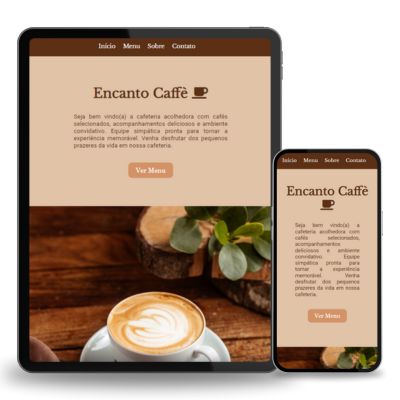 Início Menu Sobre Contato
Encanto Caffè
Seja bem vindo(a) a cafeteria acolhedora com cafés
selecionados, acompanhamentos deliciosos e ambiente
convidativo. Equipe simpática pronta para tornar a
experiência memorável. Venha desfrutar dos pequenos
prazeres da vida em nossa cafeteria.
Ver Menu
Início Menu Sobre Contato
Encanto Caffè
Seja bem vindo(a) a
cafeteria acolhedora com
cafés selecionados,
acompanhamentos
deliciosos e ambiente
convidativo. Equipe
simpática pronta para
tornar a experiência
memorável. Venha
desfrutar dos pequenos
prazeres da vida em nossa
cafeteria.
Ver Menu